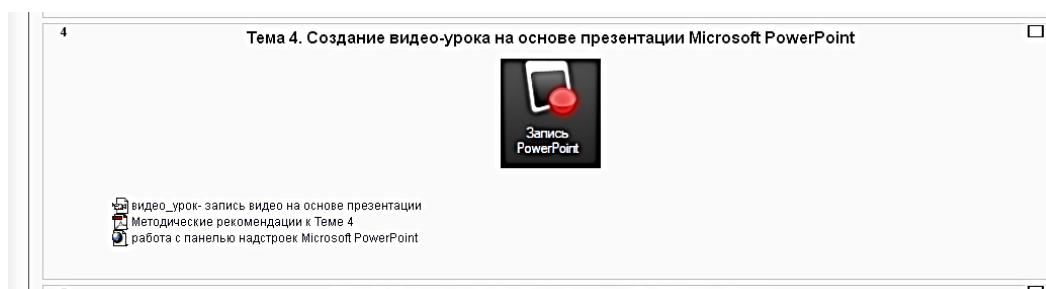 4
Тема 4. Создание видео-урока на основе презентации Microsoft PowerPoint
Запись
PowerPoint
видео_урок- запись видео на основе презентации
Методические рекомендации к Теме 4
работа с панелью надстроек Microsoft PowerPoint